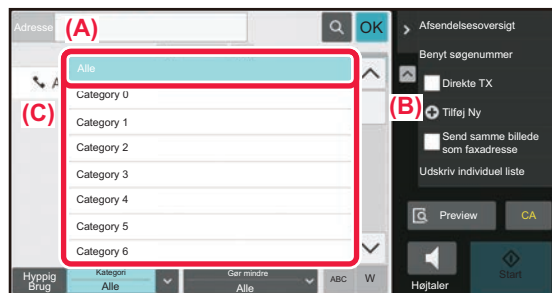 Adresse
(A)
OK
Alle
A
(C)
Category 0
Category 1
Category 2
Category 3
Category 4
Category 5
Category 6
Hyppig
Brug
Kategori
Alle
Gør mindre
Alle
ABC
W
Afsendelsesoversigt
Benyt søgenummer
Direkte TX
(B)
Tilføj Ny
Send samme billede
som faxadresse
Udskriv individuel liste
Preview
CA
Højtaler
Start